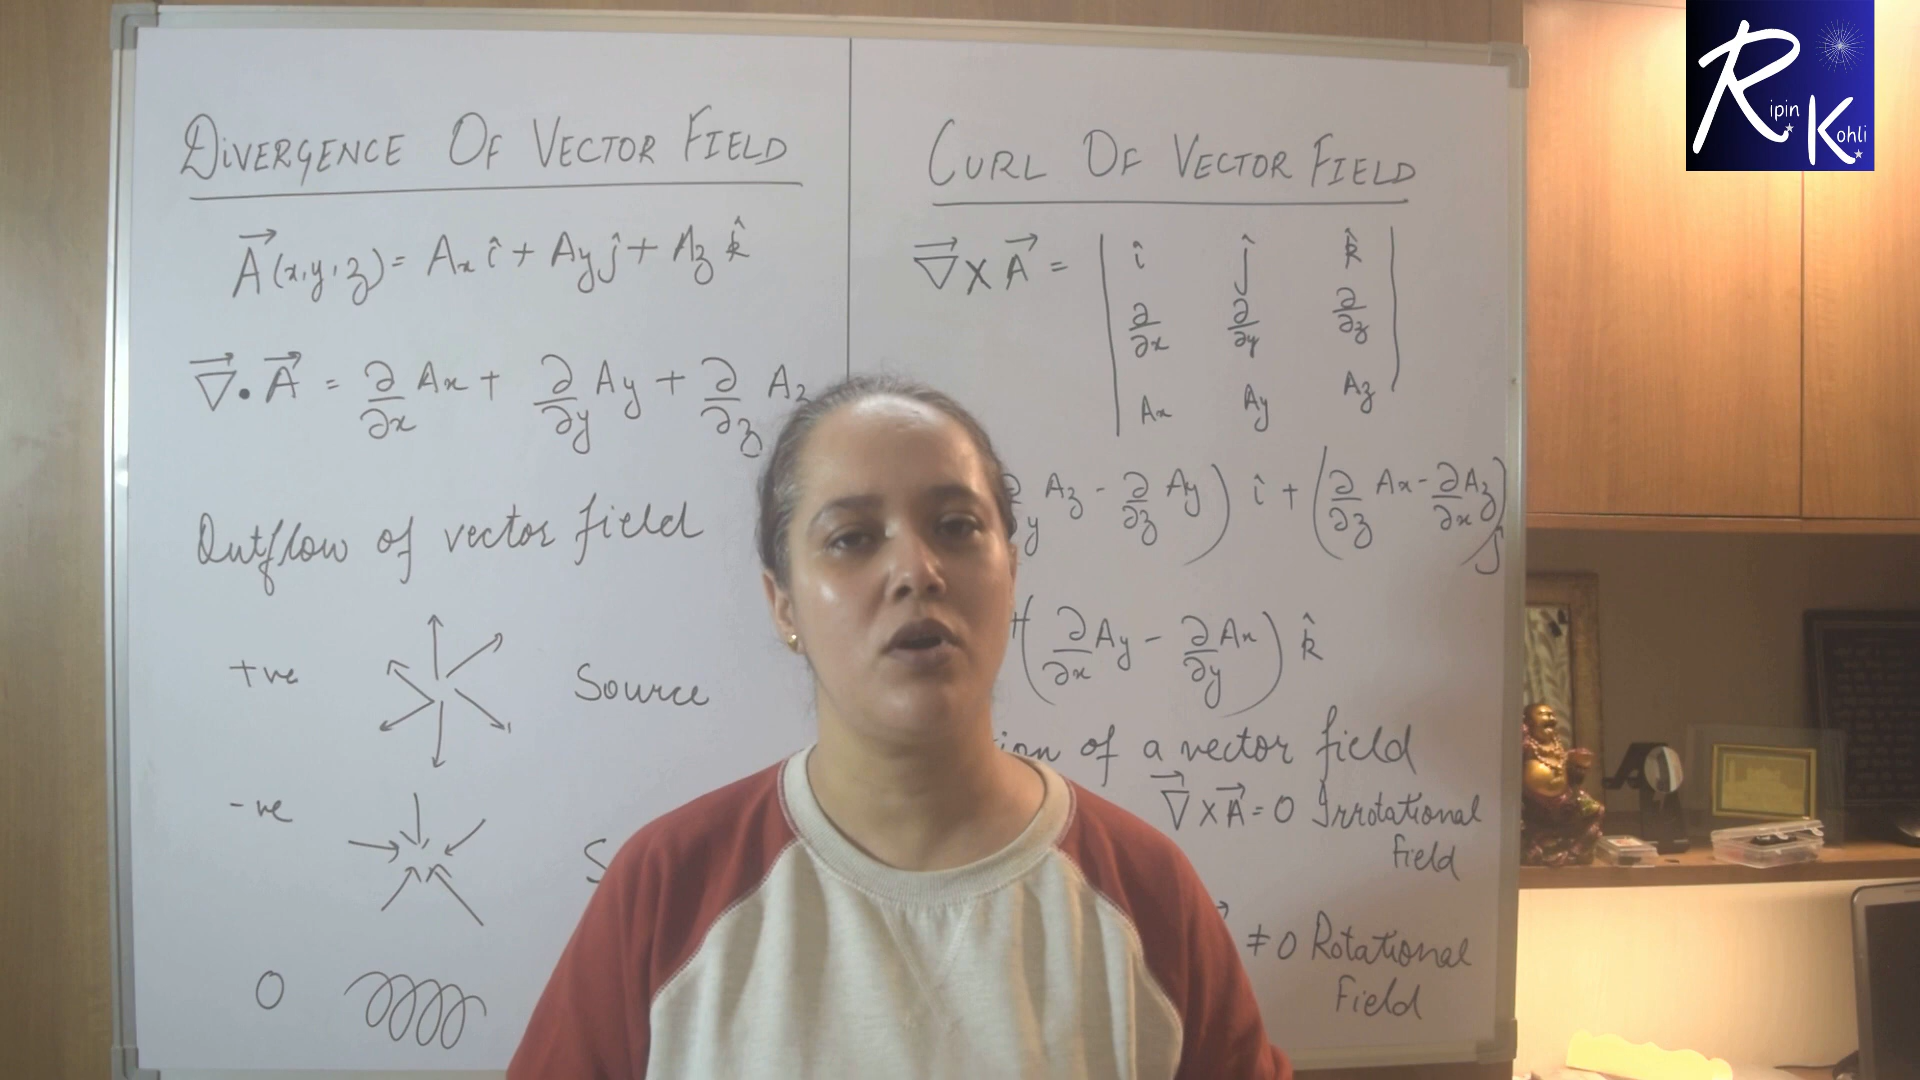 DIVERGENCE OF VECTOR FIELD
A⃗(x,y,z) = Ax î + Ay ĵ + Az k̂
∇⃗ • A⃗ = ∂/∂x Ax + ∂/∂y Ay + ∂/∂z Az
Outflow of vector field
+ve Source
-ve
0
CURL OF VECTOR FIELD
∇⃗ X A⃗ = | î ĵ k̂ |
∂/∂x ∂/∂y ∂/∂z
Ax Ay Az
Az - ∂/∂z Ay) î + (∂/∂z Ax - ∂/∂x Az) ĵ
+ (∂/∂x Ay - ∂/∂y Ax) k̂
of a vector field
∇⃗ X A⃗ = 0 Irrotational
field
≠ 0 Rotational
Field
Ripin
Kohli